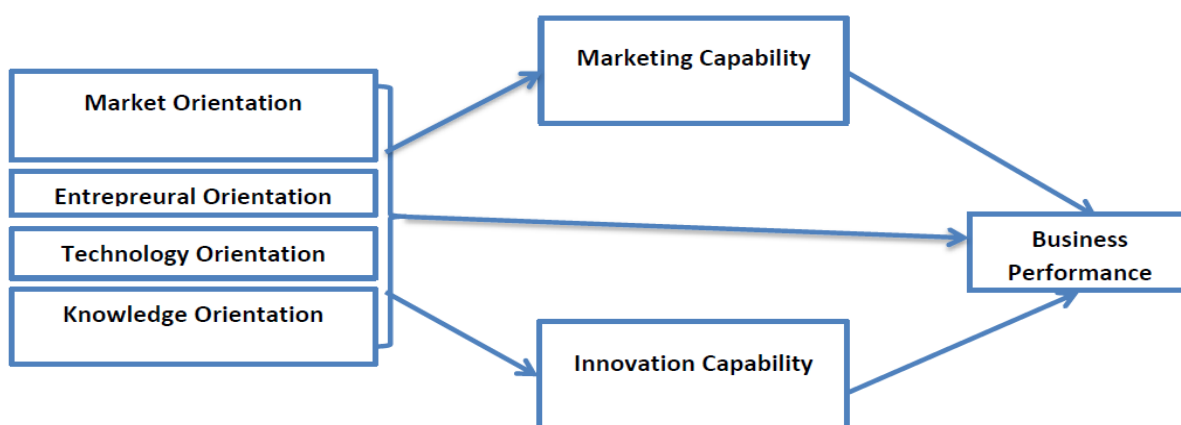 Marketing Capability
Market Orientation
Entrepreural Orientation
Technology Orientation
Knowledge Orientation
Business
Performance
Innovation Capability